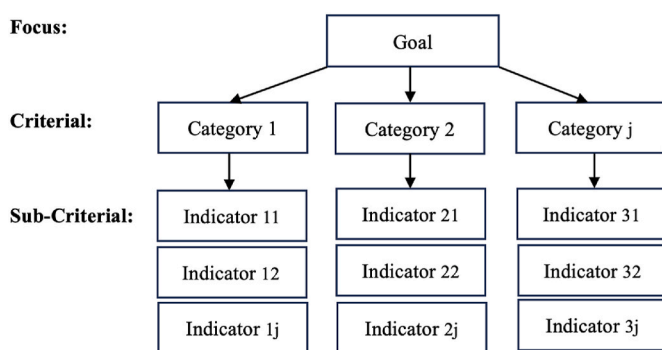 Focus:
Goal
Criterial:
Category 1
Category 2
Category j
Sub-Criterial:
Indicator 11
Indicator 21
Indicator 31
Indicator 12
Indicator 22
Indicator 32
Indicator 1j
Indicator 2j
Indicator 3j